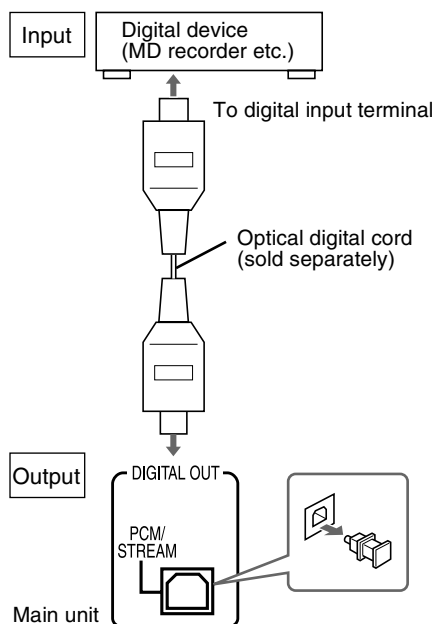 Input
Digital device
(MD recorder etc.)
To digital input terminal
Optical digital cord
(sold separately)
Output
DIGITAL OUT
PCM/
STREAM
Main unit